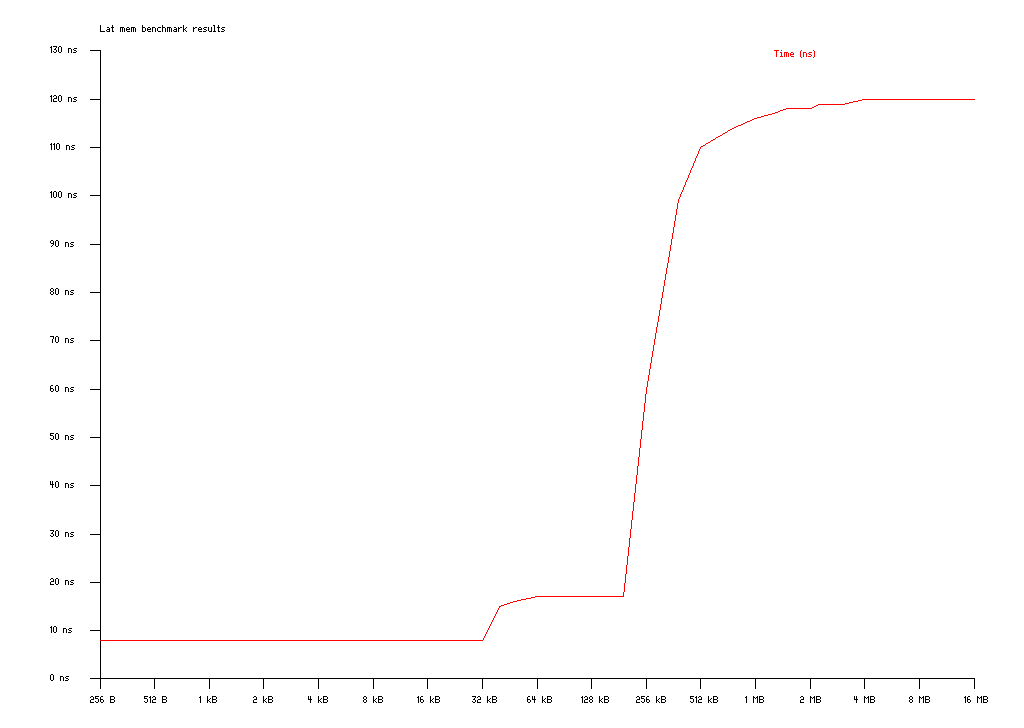 Lat mem benchmark results
130 ns
Time (ns)
120 ns
110 ns
100 ns
90 ns
80 ns
70 ns
60 ns
50 ns
40 ns
30 ns
20 ns
10 ns
0 ns
256 B 512 B 1 kB 2 kB 4 kB 8 kB 16 kB 32 kB 64 kB 128 kB 256 kB 512 kB 1 MB 2 MB 4 MB 8 MB 16 MB